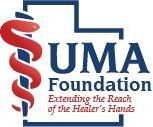 UMA
Foundation
Extending the Reach
of the Healer's Hands